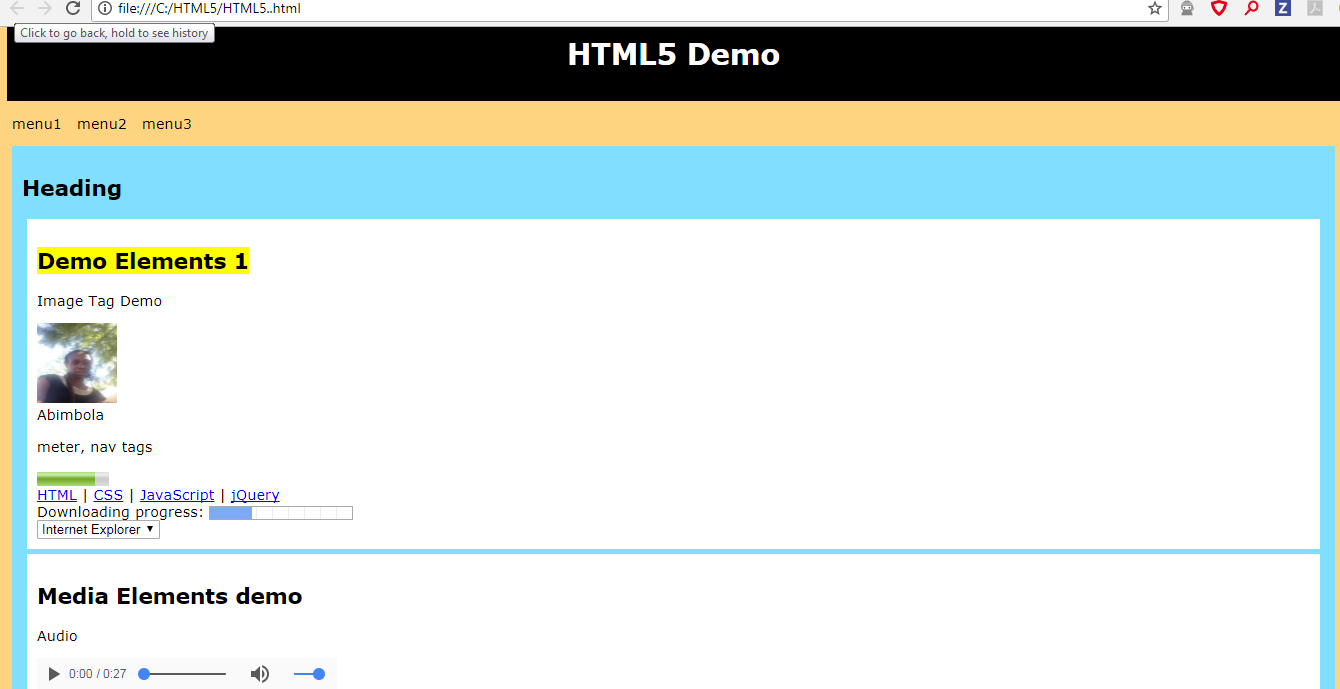 file:///C:/HTML5/HTML5..html
Z
Click to go back, hold to see history
HTML5 Demo
menu1 menu2 menu3
Heading
Demo Elements 1
Image Tag Demo
Abimbola
meter, nav tags
HTML | CSS | JavaScript | jQuery
Downloading progress:
Internet Explorer
Media Elements demo
Audio
0:00 / 0:27